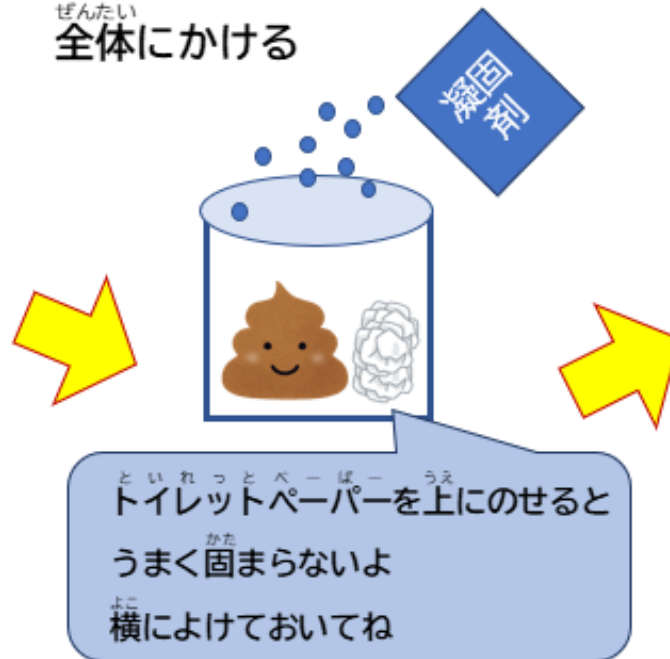 ぜんたい
全体にかける
凝固
剤
といれっとぺーぱー うえ
トイレットペーパーを上にのせると
かた
うまく固まらないよ
よこ
横によけておいてね